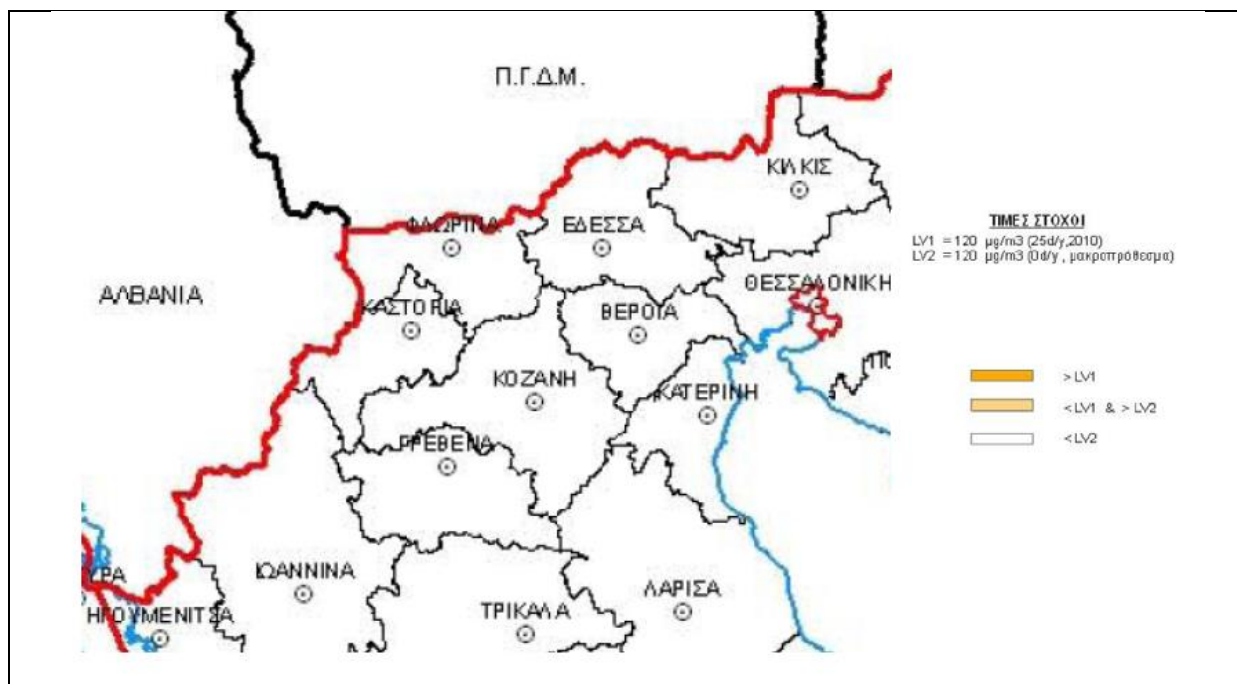 Π.Γ.Δ.Μ.
ΚΙΛΚΙΣ
ΦΛΩΡΙΝΑ
ΕΔΕΣΣΑ
ΤΙΜΕΣ ΣΤΟΧΟΙ
LV1 = 120 μg/m3 (25d/y,2010)
LV2 = 120 μg/m3 (0d/y , μακροπρόθεσμα)
ΑΛΒΑΝΙΑ
ΘΕΣΣΑΛΟΝΙΚΗ
ΚΑΣΤΟΡΙΑ
ΒΕΡΟΙΑ
ΚΟΖΑΝΗ
ΚΑΤΕΡΙΝΗ
> LV1
<LV1 & > LV2
<LV2
ΓΡΕΒΕΝΑ
ΙΩΑΝΝΙΝΑ
ΥΡΑ
ΗΓΟΥΜΕΝΙΤΣΑ
ΤΡΙΚΑΛΑ
ΛΑΡΙΣΑ